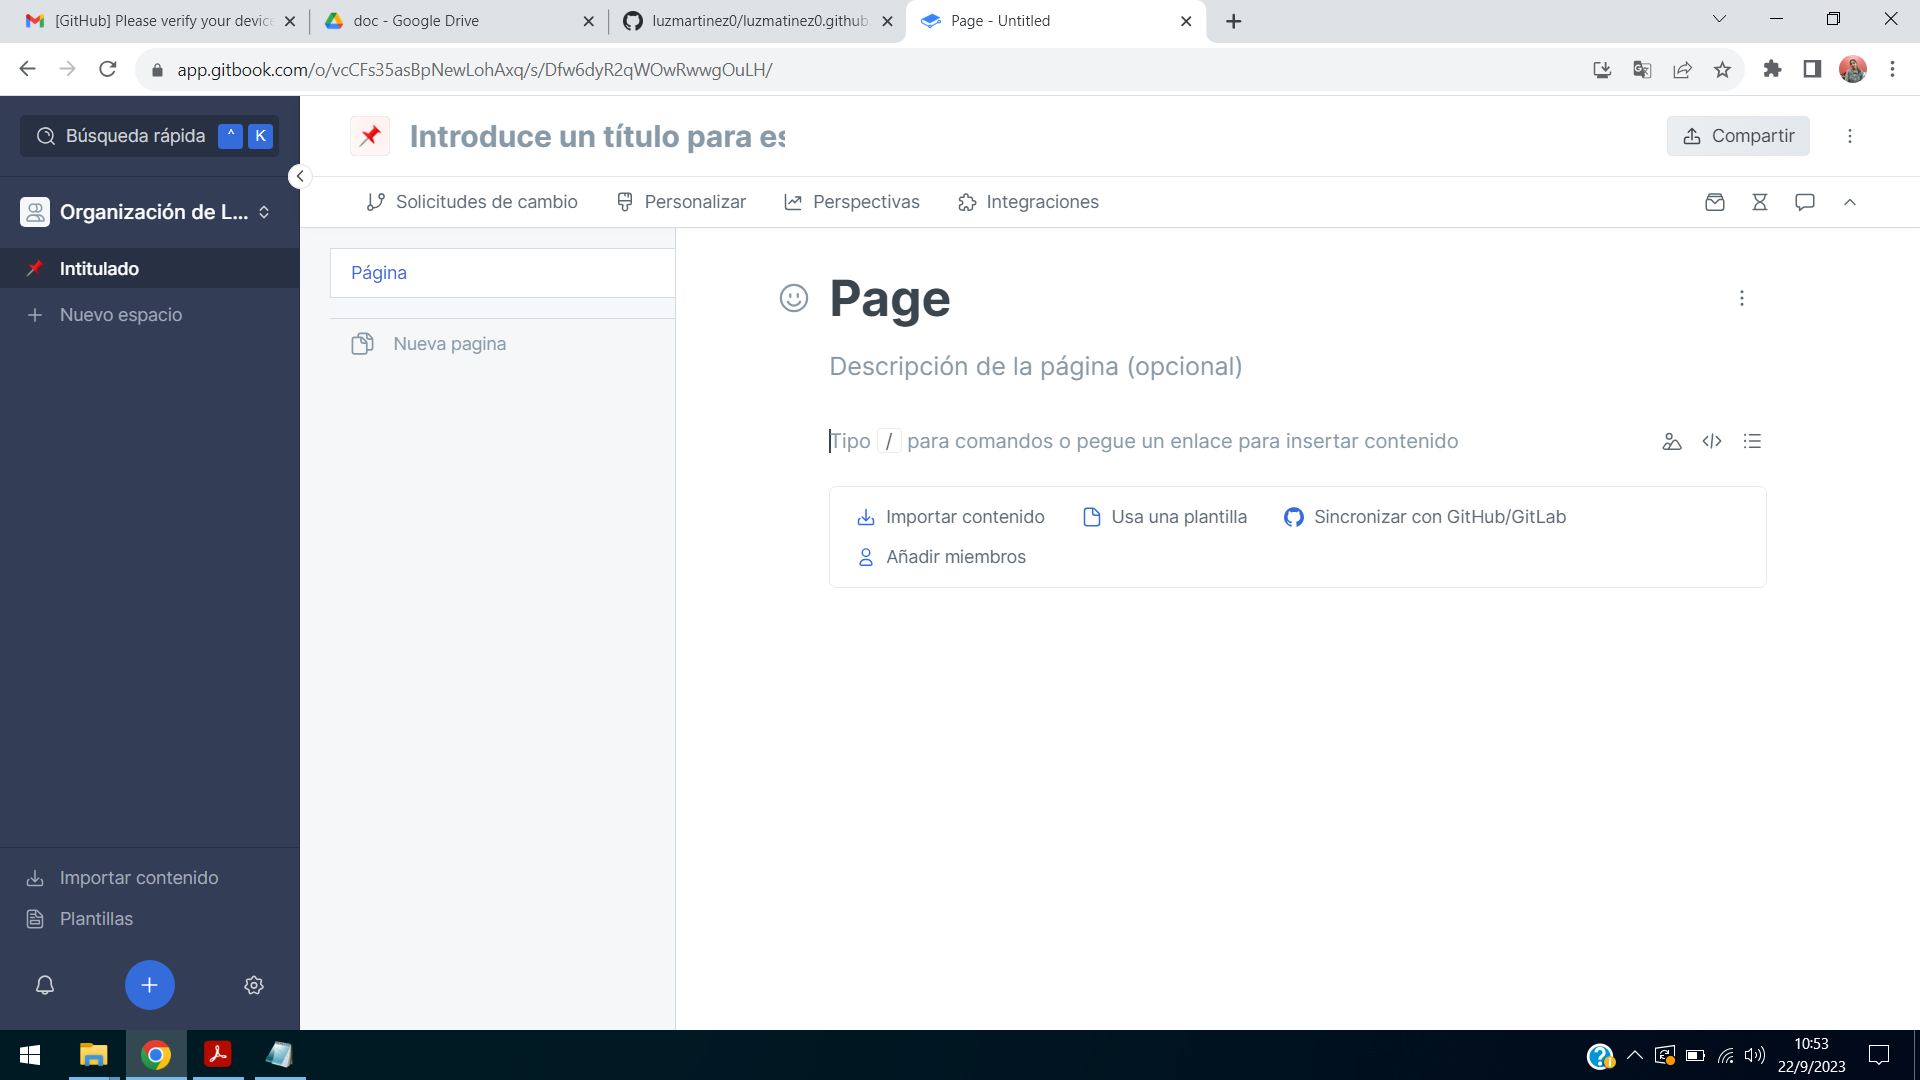 [GitHub] Please verify your device
doc - Google Drive
luzmartinez0/luzmatinez0.github
Page - Untitled
app.gitbook.com/o/vcCFs35asBpNewLohAxq/s/Dfw6dyR2qWOwRwwgOuLH/
Búsqueda rápida ^ K
Introduce un título para es
Compartir
Organización de L...
Solicitudes de cambio
Personalizar
Perspectivas
Integraciones
Intitulado
Nuevo espacio
Página
Nueva pagina
Page
Descripción de la página (opcional)
Tipo / para comandos o pegue un enlace para insertar contenido
Importar contenido
Usa una plantilla
Sincronizar con GitHub/GitLab
Añadir miembros
Importar contenido
Plantillas
10:53
22/9/2023